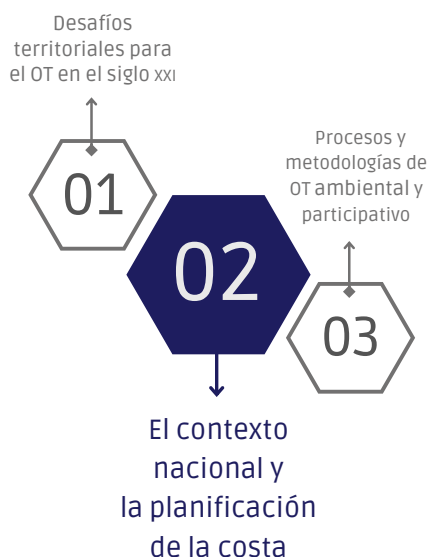 Desafíos
territoriales para
el OT en el siglo XXI
01
02
Procesos y
metodologías de
OT ambiental y
participativo
03
El contexto
nacional y
la planificación
de la costa